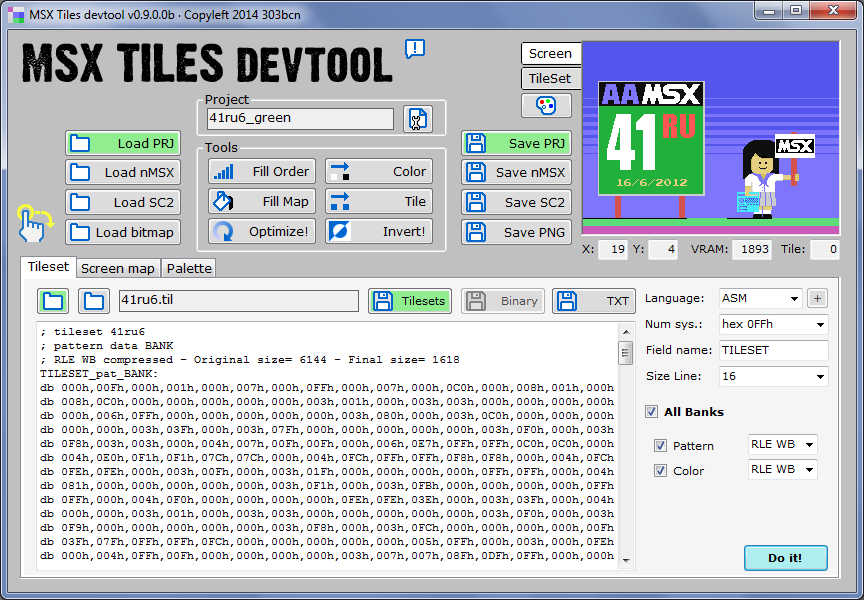 MSX Tiles devtool v0.9.0.0b · Copyleft 2014 303bcn
MSX TILES DEVTOOL
Screen
TileSet
AAMSX
41
RU
16/6/2012
MSX
Project
41ru6_green
Load PRJ
Load nMSX
Load SC2
Load bitmap
Tools
Fill Order
Color
Fill Map
Tile
Optimize!
Invert!
Save PRJ
Save nMSX
Save SC2
Save PNG
X: 19 Y: 4 VRAM: 1893 Tile: 0
Tileset Screen map Palette
41ru6.til
Tilesets
Binary
TXT
; tileset 41ru6
; pattern data BANK
; RLE WB compressed - Original size= 6144 - Final size= 1618
TILESET_pat_BANK:
db 000h,00Fh,000h,001h,000h,007h,000h,0FFh,000h,007h,000h,0C0h,000h,008h,001h,000h
db 008h,0C0h,000h,000h,000h,000h,003h,001h,000h,003h,003h,000h,000h,000h,000h,000h
db 000h,006h,0FFh,000h,000h,000h,000h,000h,003h,080h,000h,003h,0C0h,000h,000h,000h
db 000h,000h,003h,03Fh,000h,003h,07Fh,000h,000h,000h,000h,000h,003h,0F0h,000h,003h
db 0F8h,003h,003h,000h,004h,007h,00Fh,00Fh,000h,006h,0E7h,0FFh,0FFh,0C0h,0C0h,000h
db 004h,0E0h,0F1h,0F1h,07Ch,07Ch,000h,004h,0FCh,0FFh,0FFh,0F8h,0F8h,000h,004h,0FCh
db 0FEh,0FEh,000h,03Fh,000h,003h,01Fh,000h,000h,000h,000h,000h,0FFh,0FFh,000h,004h
db 081h,000h,000h,000h,000h,000h,003h,0F1h,000h,003h,0FBh,000h,000h,000h,000h,000h
db 0FFh,000h,004h,0F0h,000h,000h,000h,000h,0FEh,0FEh,03Eh,000h,003h,03Fh,000h,004h
db 000h,000h,003h,001h,000h,003h,003h,000h,000h,000h,000h,000h,003h,0F0h,000h,003h
db 0F9h,000h,000h,000h,000h,000h,003h,0F8h,000h,003h,0FCh,000h,000h,000h,000h,00Fh
db 03Fh,07Fh,0FFh,0FFh,0FCh,000h,000h,000h,000h,000h,005h,0FFh,000h,003h,000h,0FEh
db 000h,004h,0FFh,00Fh,000h,000h,000h,000h,003h,007h,007h,08Fh,0DFh,0FFh,000h,000h
Language: ASM +
Num sys.: hex 0FFh
Field name: TILESET
Size Line: 16
All Banks
Pattern RLE WB
Color RLE WB
Do it!